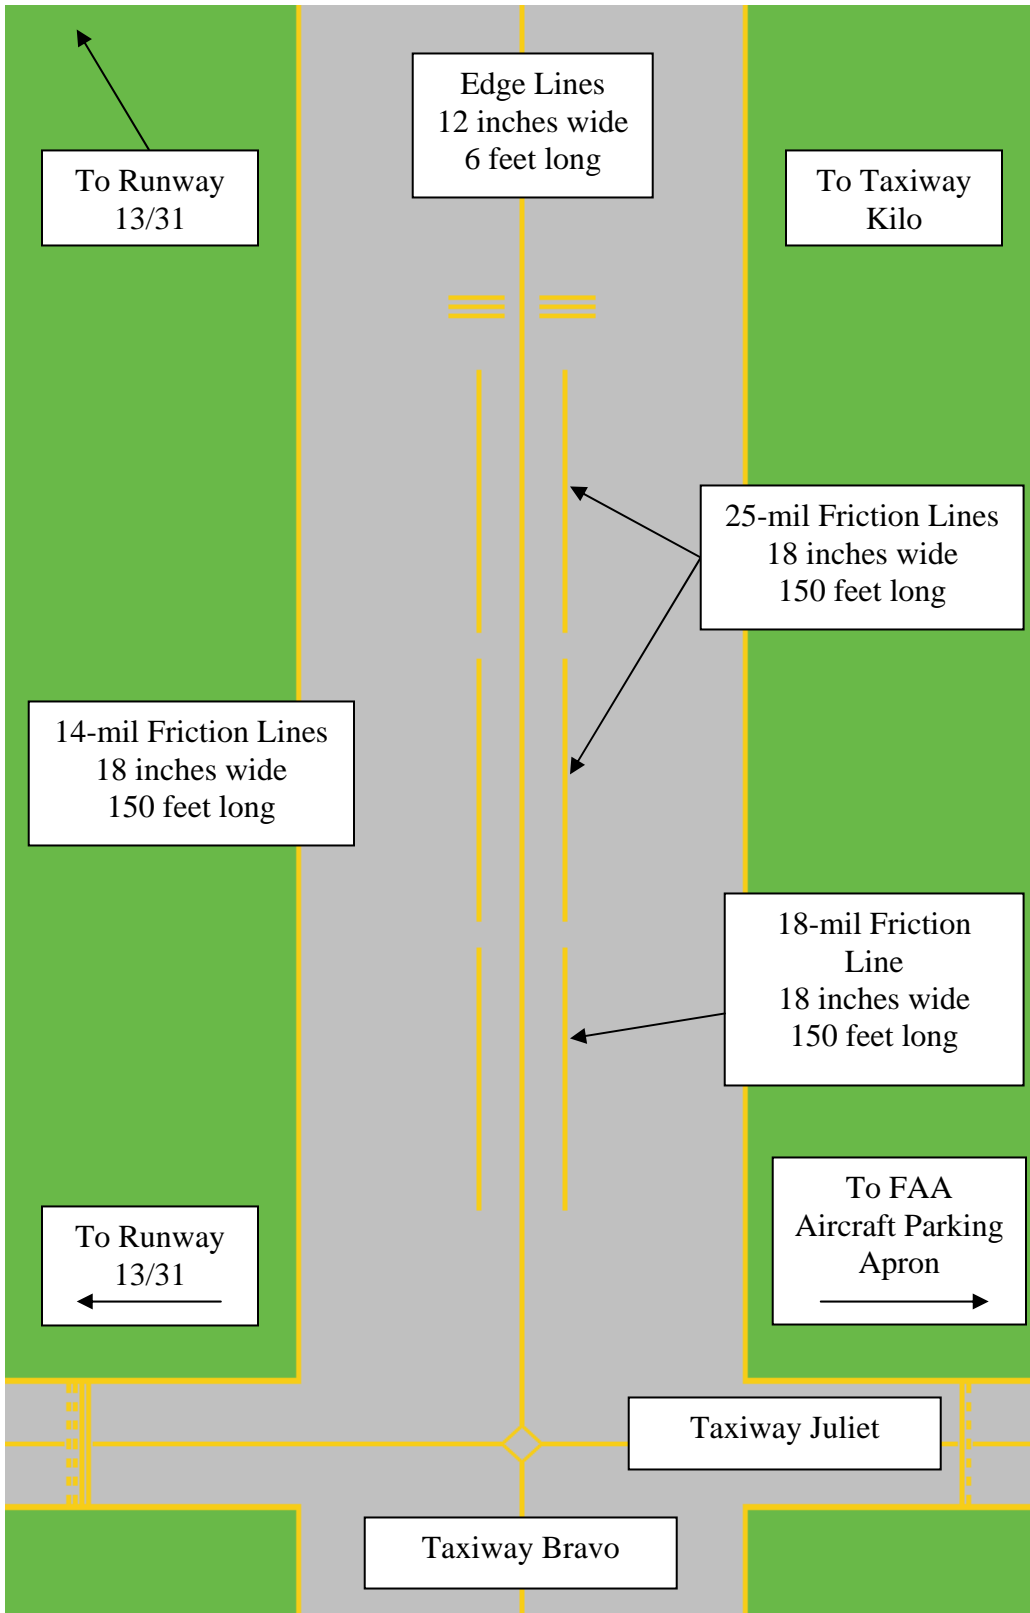 Edge Lines
12 inches wide
6 feet long
To Runway
13/31
To Taxiway
Kilo
25-mil Friction Lines
18 inches wide
150 feet long
14-mil Friction Lines
18 inches wide
150 feet long
18-mil Friction
Line
18 inches wide
150 feet long
To Runway
13/31
To FAA
Aircraft Parking
Apron
Taxiway Juliet
Taxiway Bravo